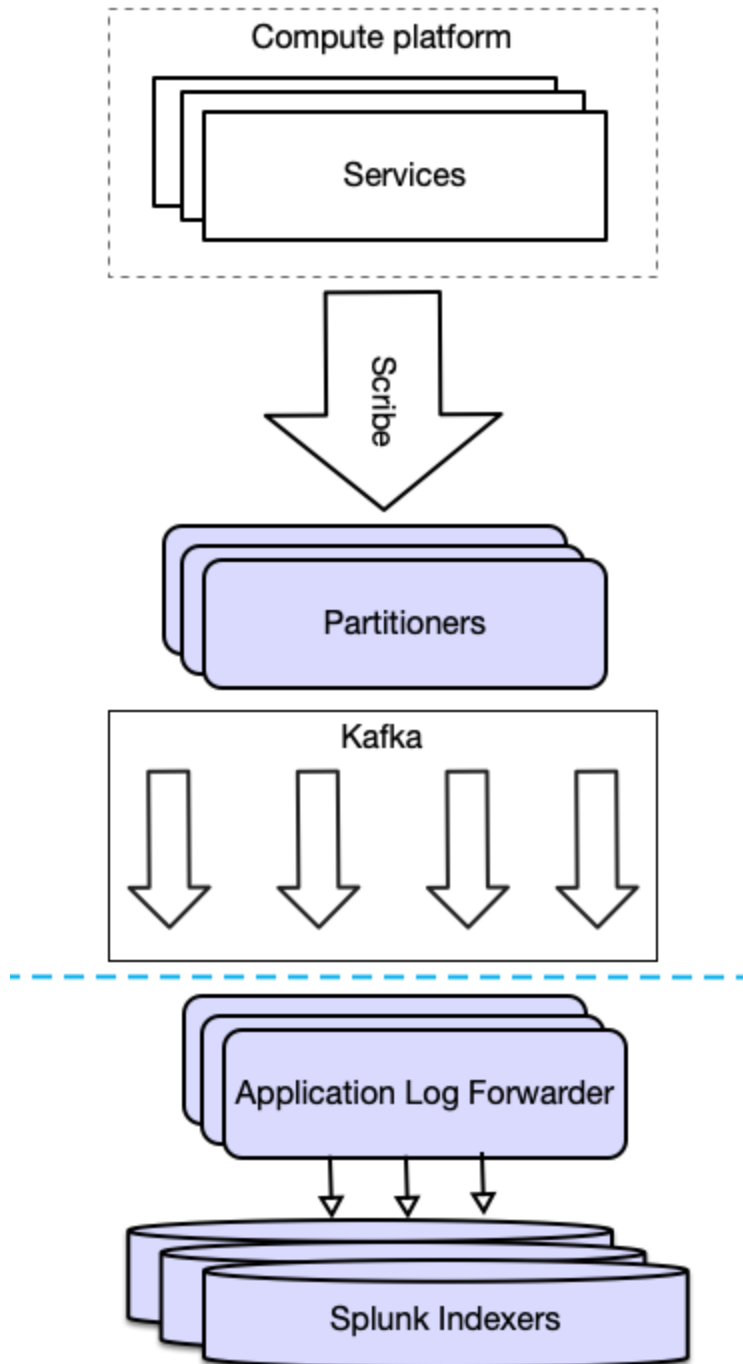 Compute platform
Services
Scribe
Partitioners
Kafka
Application Log Forwarder
Splunk Indexers